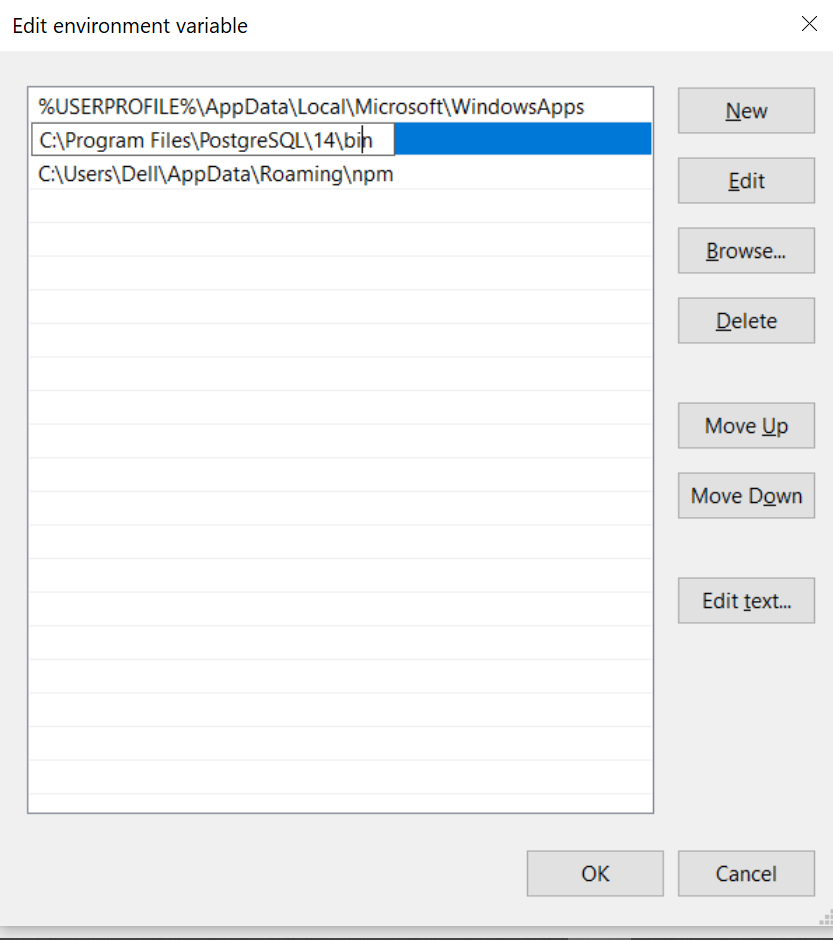 Edit environment variable
%USERPROFILE%\AppData\Local\Microsoft\WindowsApps
New
C:\Program Files\PostgreSQL\14\bin
C:\Users\Dell\AppData\Roaming\npm
Edit
Browse...
Delete
Move Up
Move Down
Edit text...
OK
Cancel